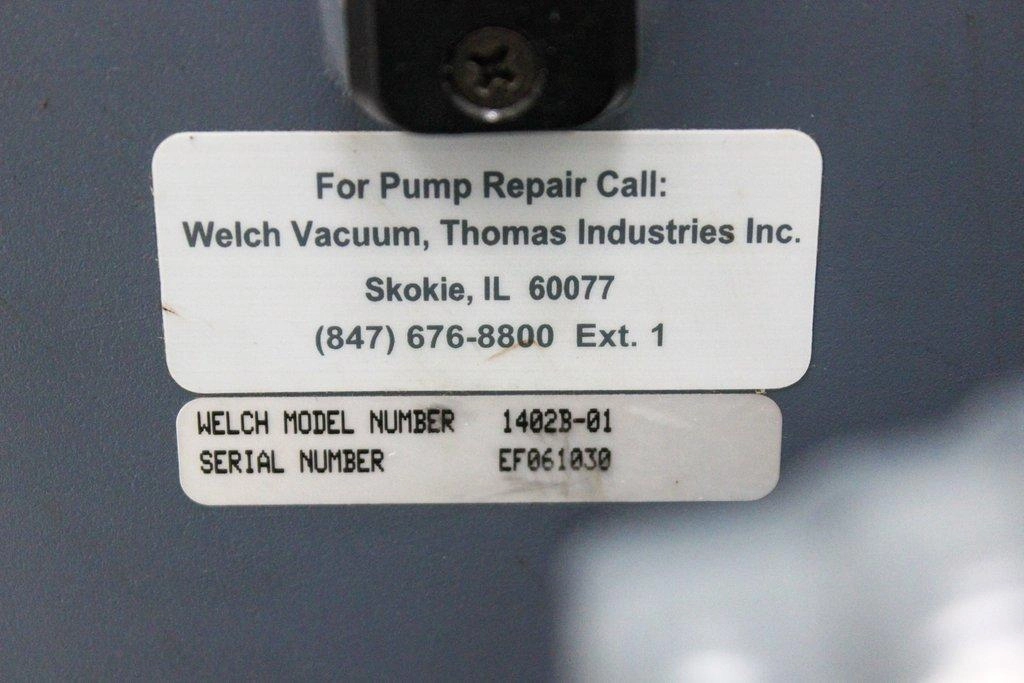 For Pump Repair Call:
Welch Vacuum, Thomas Industries Inc.
Skokie, IL 60077
(847) 676-8800 Ext. 1
WELCH MODEL NUMBER 1402B-01
SERIAL NUMBER EF061030